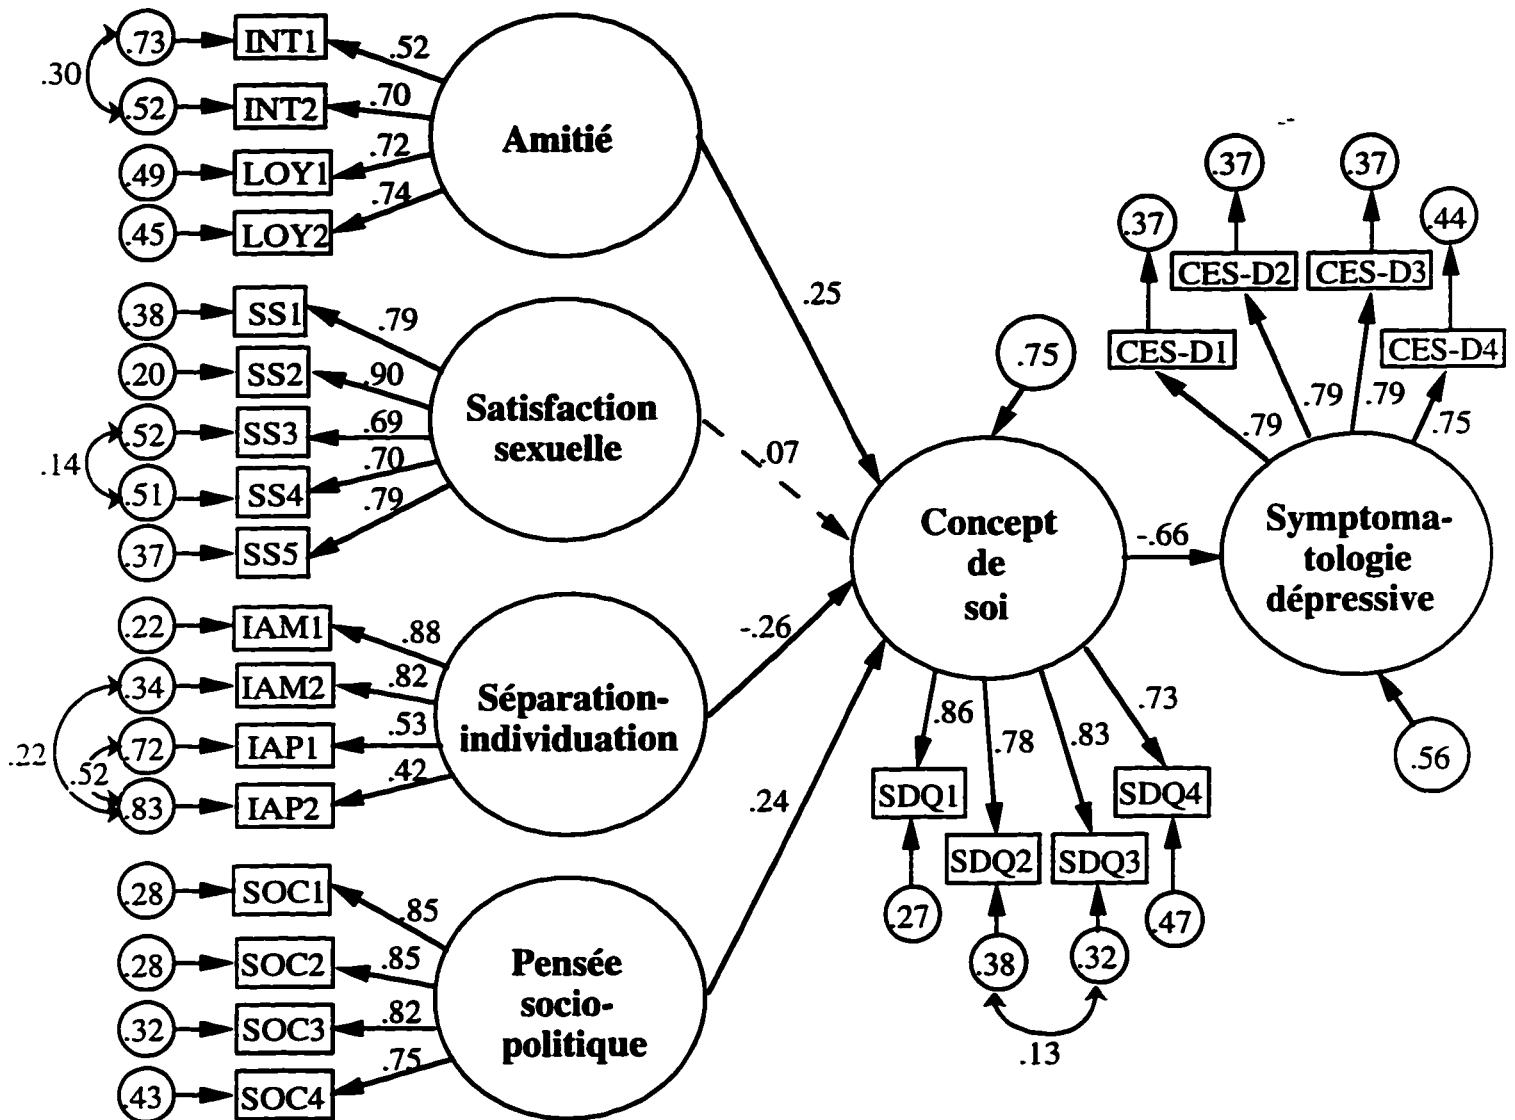 .73 INT1 .52
.30
.52 INT2 .70
.49 LOY1 .72
.45 LOY2 .74
Amitié
.25
.38 SS1 .79
.20 SS2 .90
.52 SS3 .69
.14
.51 SS4 .70
.37 SS5 .79
Satisfaction
sexuelle
.07
.22 IAM1 .88
.34 IAM2 .82
.72 IAP1 .53
.22 .52
.83 IAP2 .42
Séparation-
individuation
-.26
.28 SOC1 .85
.28 SOC2 .85
.32 SOC3 .82
.43 SOC4 .75
Pensée
socio-
politique
.24
.75
Concept
de
soi
.86 .78 .83 .73
SDQ1 SDQ2 SDQ3 SDQ4
.27 .38 .32 .47
.13
-.66
.37 .37 .37 .44
CES-D1 CES-D2 CES-D3 CES-D4
.79 .79 .79 .75
Symptoma-
tologie
dépressive
.56